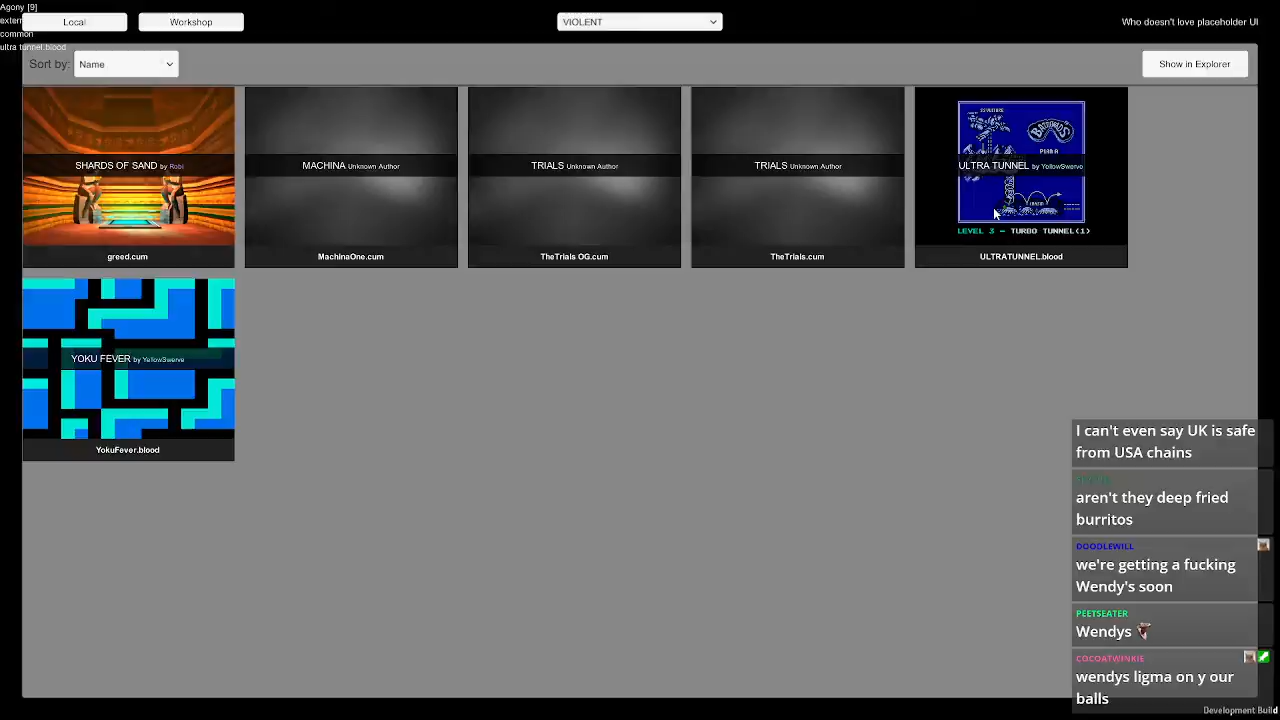 Agony [9]
common
ultra tunnel.blood
Local
Workshop
VIOLENT
Who doesn't love placeholder UI
Sort by:
Name
Show in Explorer
SHARDS OF SAND by Robi
greed.cum
MACHINA Unknown Author
MachinaOne.cum
TRIALS Unknown Author
TheTrials OG.cum
TRIALS Unknown Author
TheTrials.cum
ULTRA TUNNEL by YellowSwerve
LEVEL 3 - TURBO TUNNEL(1)
ULTRATUNNEL.blood
YOKU FEVER by YellowSwerve
YokuFever.blood
I can't even say UK is safe
from USA chains
aren't they deep fried
burritos
DOODLEWILL
we're getting a fucking
Wendy's soon
PEETSEATER
Wendys
COCOATWINKIE
wendys ligma on y our
balls
Development Build